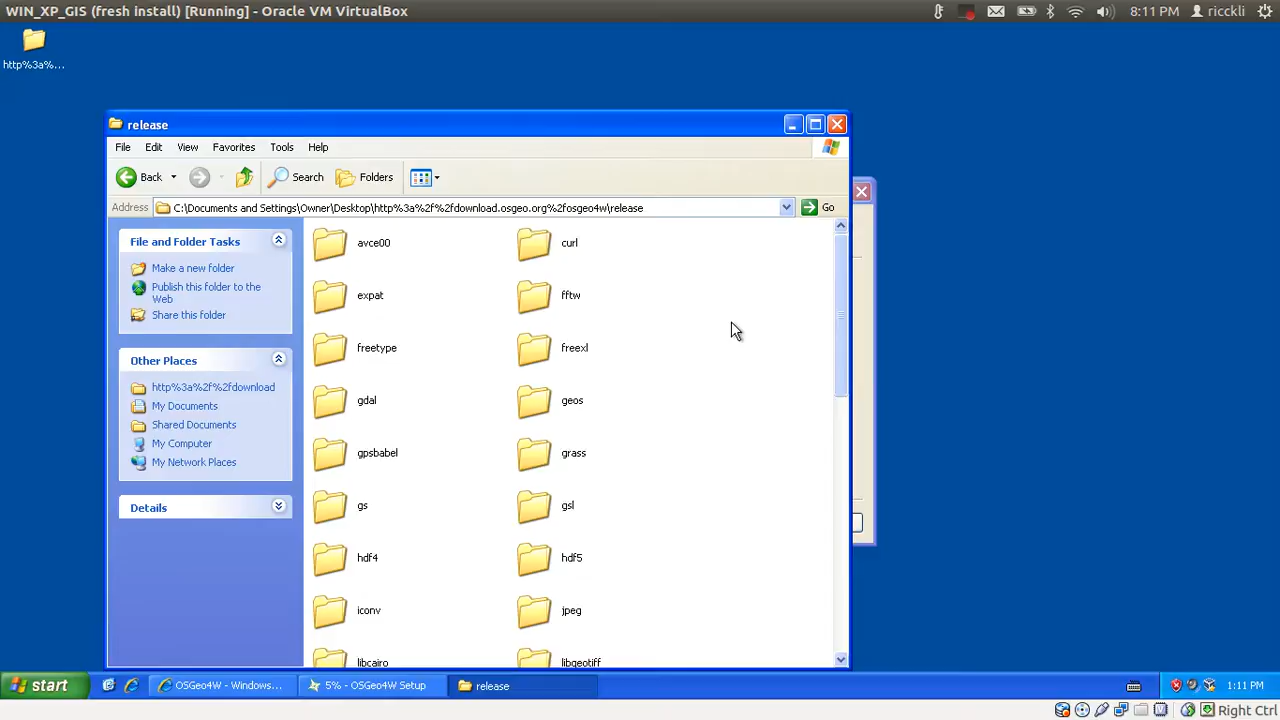 WIN_XP_GIS (fresh install) [Running] - Oracle VM VirtualBox
8:11 PM
ricckli
http%3a%...
release
File Edit View Favorites Tools Help
Back Search Folders
Address C:\Documents and Settings\Owner\Desktop\http%3a%2f%2fdownload.osgeo.org%2fosgeo4w\release Go
File and Folder Tasks
Make a new folder
Publish this folder to the
Web
Share this folder
Other Places
http%3a%2f%2fdownload
My Documents
Shared Documents
My Computer
My Network Places
Details
avce00 curl
expat fftw
freetype freexl
gdal geos
gpsbabel grass
gs gsl
hdf4 hdf5
iconv jpeg
libcairo libgeotiff
start
OSGeo4W - Windows...
5% - OSGeo4W Setup
release
1:11 PM
Right Ctrl